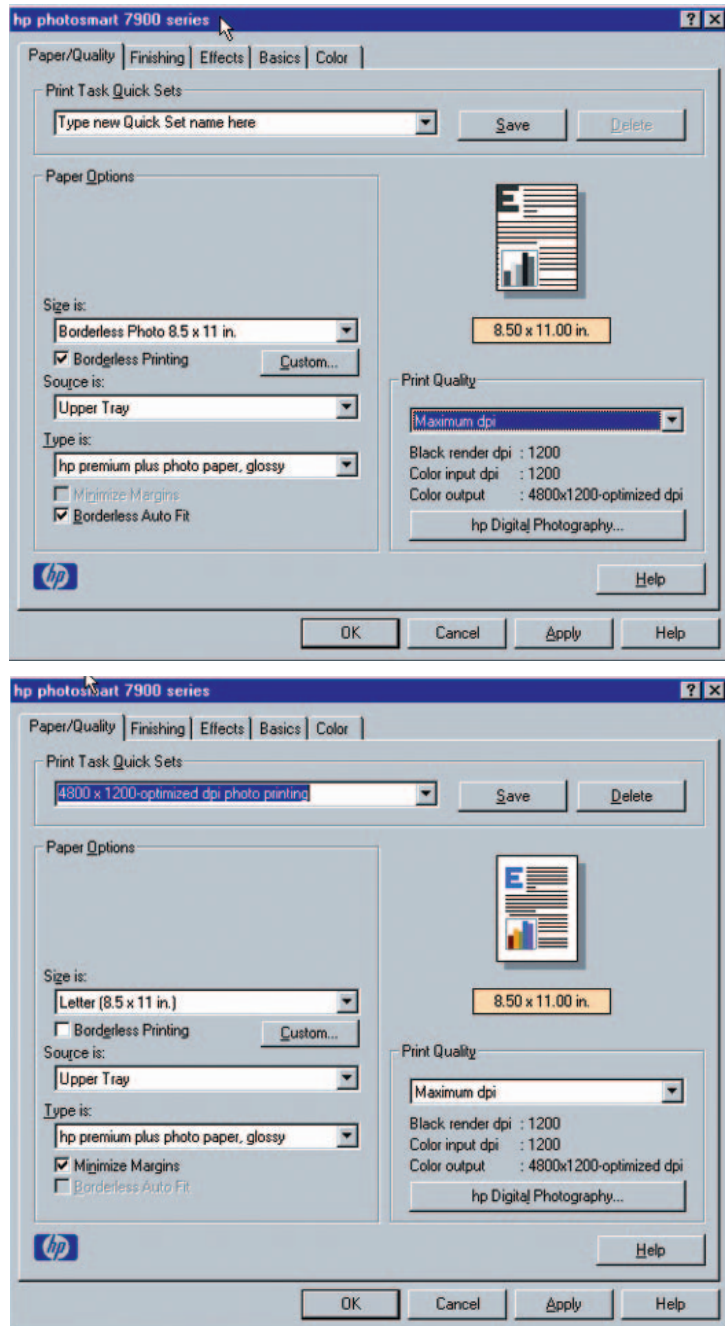 hp photosmart 7900 series
Paper/Quality Finishing Effects Basics Color
Print Task Quick Sets
Type new Quick Set name here Save Delete
Paper Options
E
Size is:
Borderless Photo 8.5 x 11 in.
8.50 x 11.00 in.
Borderless Printing Custom...
Source is:
Print Quality
Upper Tray
Maximum dpi
Type is:
Black render dpi : 1200
hp premium plus photo paper, glossy
Color input dpi : 1200
Minimize Margins
Color output : 4800x1200-optimized dpi
Borderless Auto Fit
hp Digital Photography...
hp
Help
OK Cancel Apply Help
hp photosmart 7900 series
Paper/Quality Finishing Effects Basics Color
Print Task Quick Sets
4800 x 1200-optimized dpi photo printing Save Delete
Paper Options
E
Size is:
Letter (8.5 x 11 in.)
8.50 x 11.00 in.
Borderless Printing Custom...
Source is:
Print Quality
Upper Tray
Maximum dpi
Type is:
Black render dpi : 1200
hp premium plus photo paper, glossy
Color input dpi : 1200
Minimize Margins
Color output : 4800x1200-optimized dpi
Borderless Auto Fit
hp Digital Photography...
hp
Help
OK Cancel Apply Help